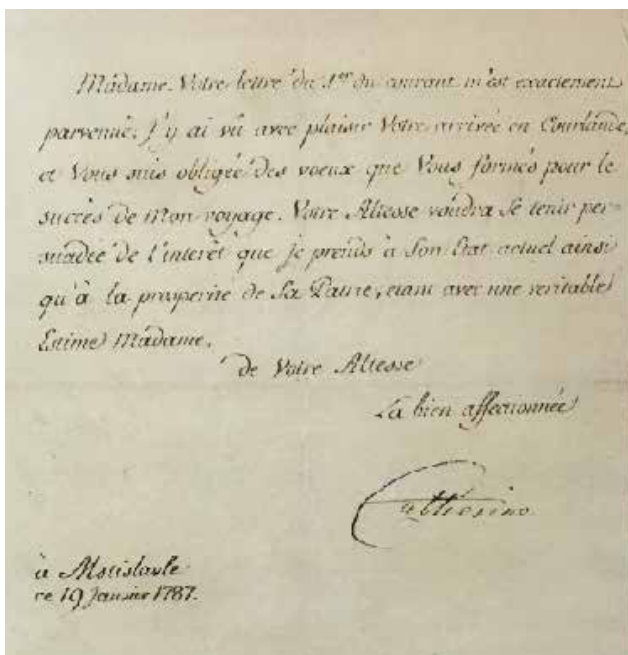 Mádame. Votre lettre du 1er du courant m'est exactement
parvenue. J'y ai vû avec plaisir Votre arrivée en Courlande,
et Vous suis obligée des voeux que Vous formés pour le
succès de Mon voyage. Votre Altesse voudra Se tenir per-
suadée de l'interêt que je prends à Son Etat actuel ainsi
qu'à la prosperité de Sa Patrie, etant avec une veritable
Estime Mádame.
de Votre Altesse
La bien affectionnée
Catherine
à Mstislavle
ce 19 Janvier 1787.